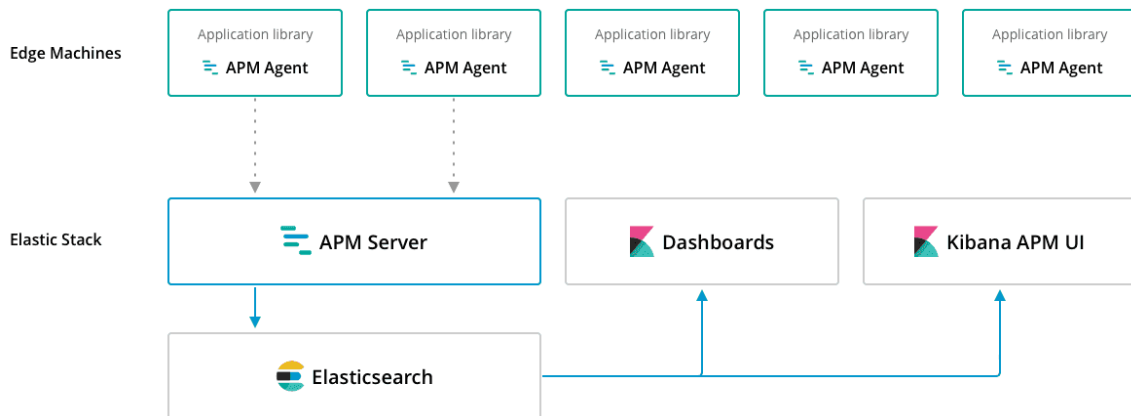 Edge Machines
Application library
APM Agent
Application library
APM Agent
Application library
APM Agent
Application library
APM Agent
Application library
APM Agent
Elastic Stack
APM Server
Dashboards
Kibana APM UI
Elasticsearch